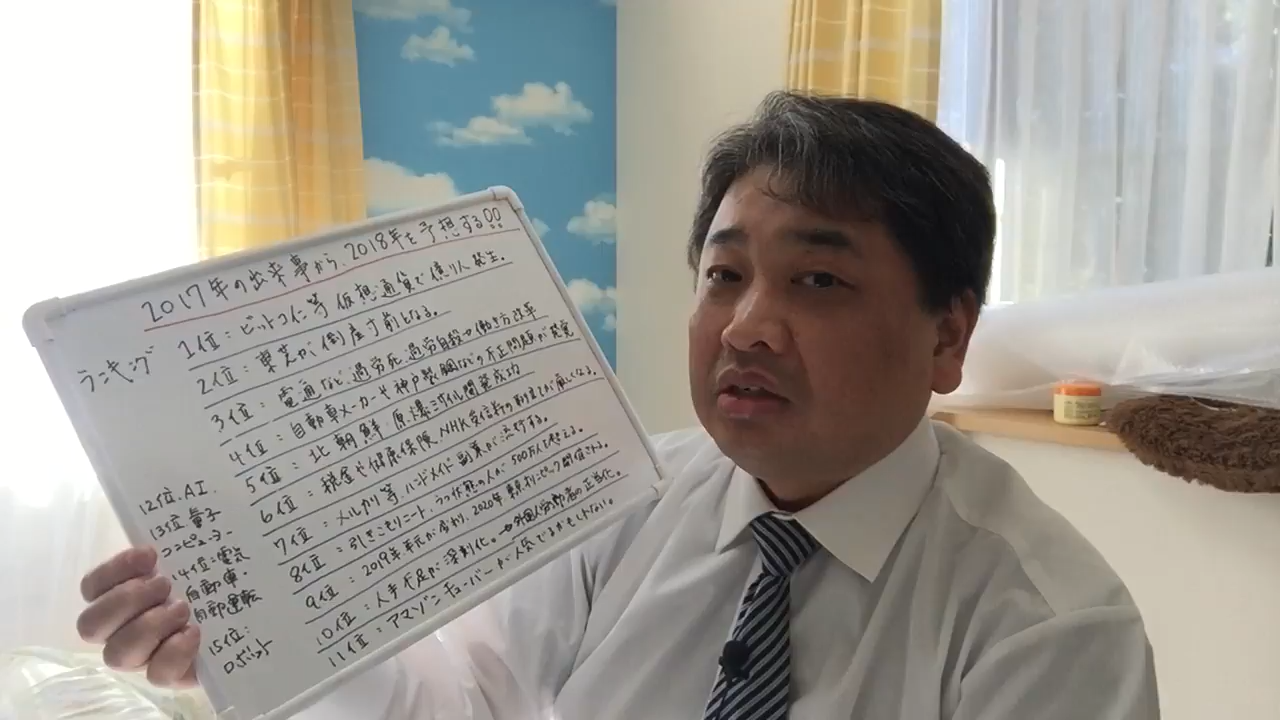 2017年の出来事から、2018年を予想する!!
ランキング
1位：ビットコイン等 仮想通貨で億り人発生。
2位：東芝が、倒産寸前となる。
3位：電通など、過労死、過労自殺→働き方改革
4位：自動車メーカーや神戸製鋼などの不正問題が発覚
5位：北朝鮮、原爆ミサイル開発成功
6位：税金や健康保険、NHK受信料の取立てが厳しくなる。
7位：メルカリ等、ハンドメイド副業が流行する。
8位：引きこもりニート、うつ状態の人が500万人を超える。
9位：2019年 年元が変わり、2020年、東京オリンピック開催される。
10位：人手不足が深刻化。→外国人労働者の正当化。
11位：アマゾンチューバーが人気でるかもしれない。
12位、AI
13位 量子
コンピュータ
14位：電気
自動車・
自動運転
15位：
ロボット